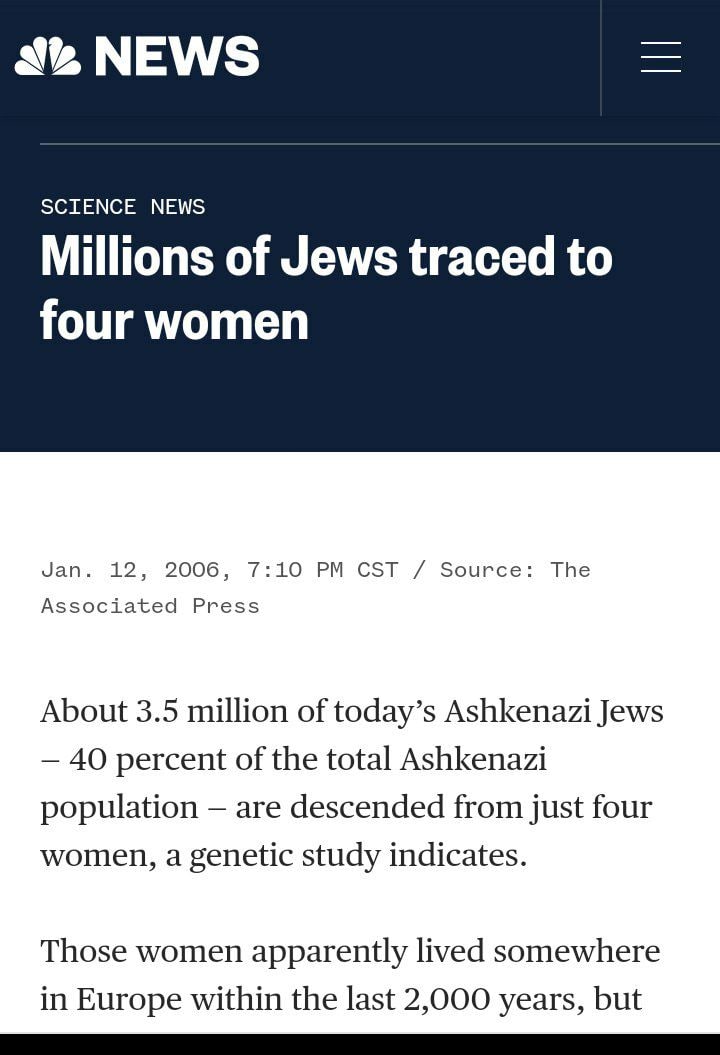 NEWS
SCIENCE NEWS
Millions of Jews traced to
four women
Jan. 12, 2006, 7:10 PM CST / Source: The
Associated Press
About 3.5 million of today’s Ashkenazi Jews
– 40 percent of the total Ashkenazi
population – are descended from just four
women, a genetic study indicates.
Those women apparently lived somewhere
in Europe within the last 2,000 years, but